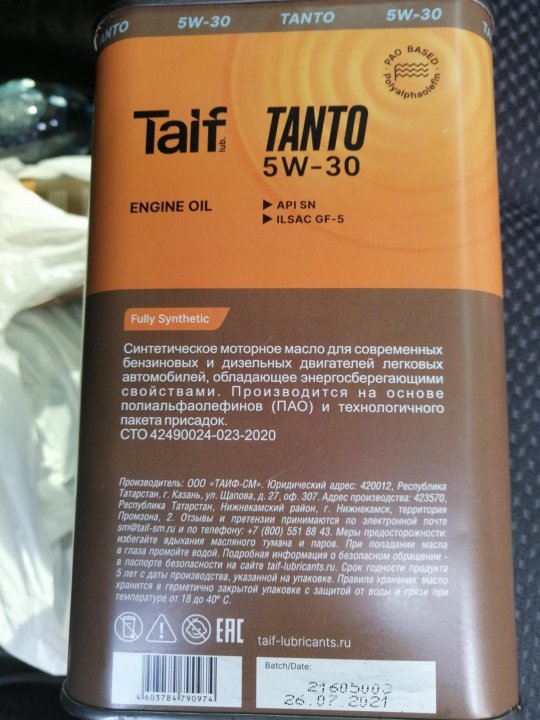 ANTO 5W-30 TANTO 5W-30 TA
PAO BASED
Polyalphaolefin
Taif lub.
TANTO
5W-30
ENGINE OIL
API SN
ILSAC GF-5
Fully Synthetic
Синтетическое моторное масло для современных
бензиновых и дизельных двигателей легковых
автомобилей, обладающее энергосберегающими
свойствами. Производится на основе
полиальфаолефинов (ПАО) и технологичного
пакета присадок.
СТО 42490024-023-2020
Производитель: ООО «ТАИФ-СМ». Юридический адрес: 420012, Республика
Татарстан, г. Казань, ул. Щапова, д. 27, оф. 307. Адрес производства: 423570,
Республика Татарстан, Нижнекамский район, г. Нижнекамск, территория
Промзона, 2. Отзывы и претензии принимаются по электронной почте
sm@taif-sm.ru и по телефону: +7 (800) 551 88 43. Меры предосторожности:
избегайте вдыхания масляного тумана и паров. При попадании масла
в глаза промойте водой. Подробная информация о безопасном обращении -
в паспорте безопасности на сайте taif-lubricants.ru. Срок годности продукта
5 лет с даты производства, указанной на упаковке. Правила хранения: масло
хранится в герметично закрытой упаковке с защитой от воды и грязи при
температуре от 18 до 40° С.
EAC
taif-lubricants.ru
Batch/Date:
21605003
26.07.2021
4603784790974